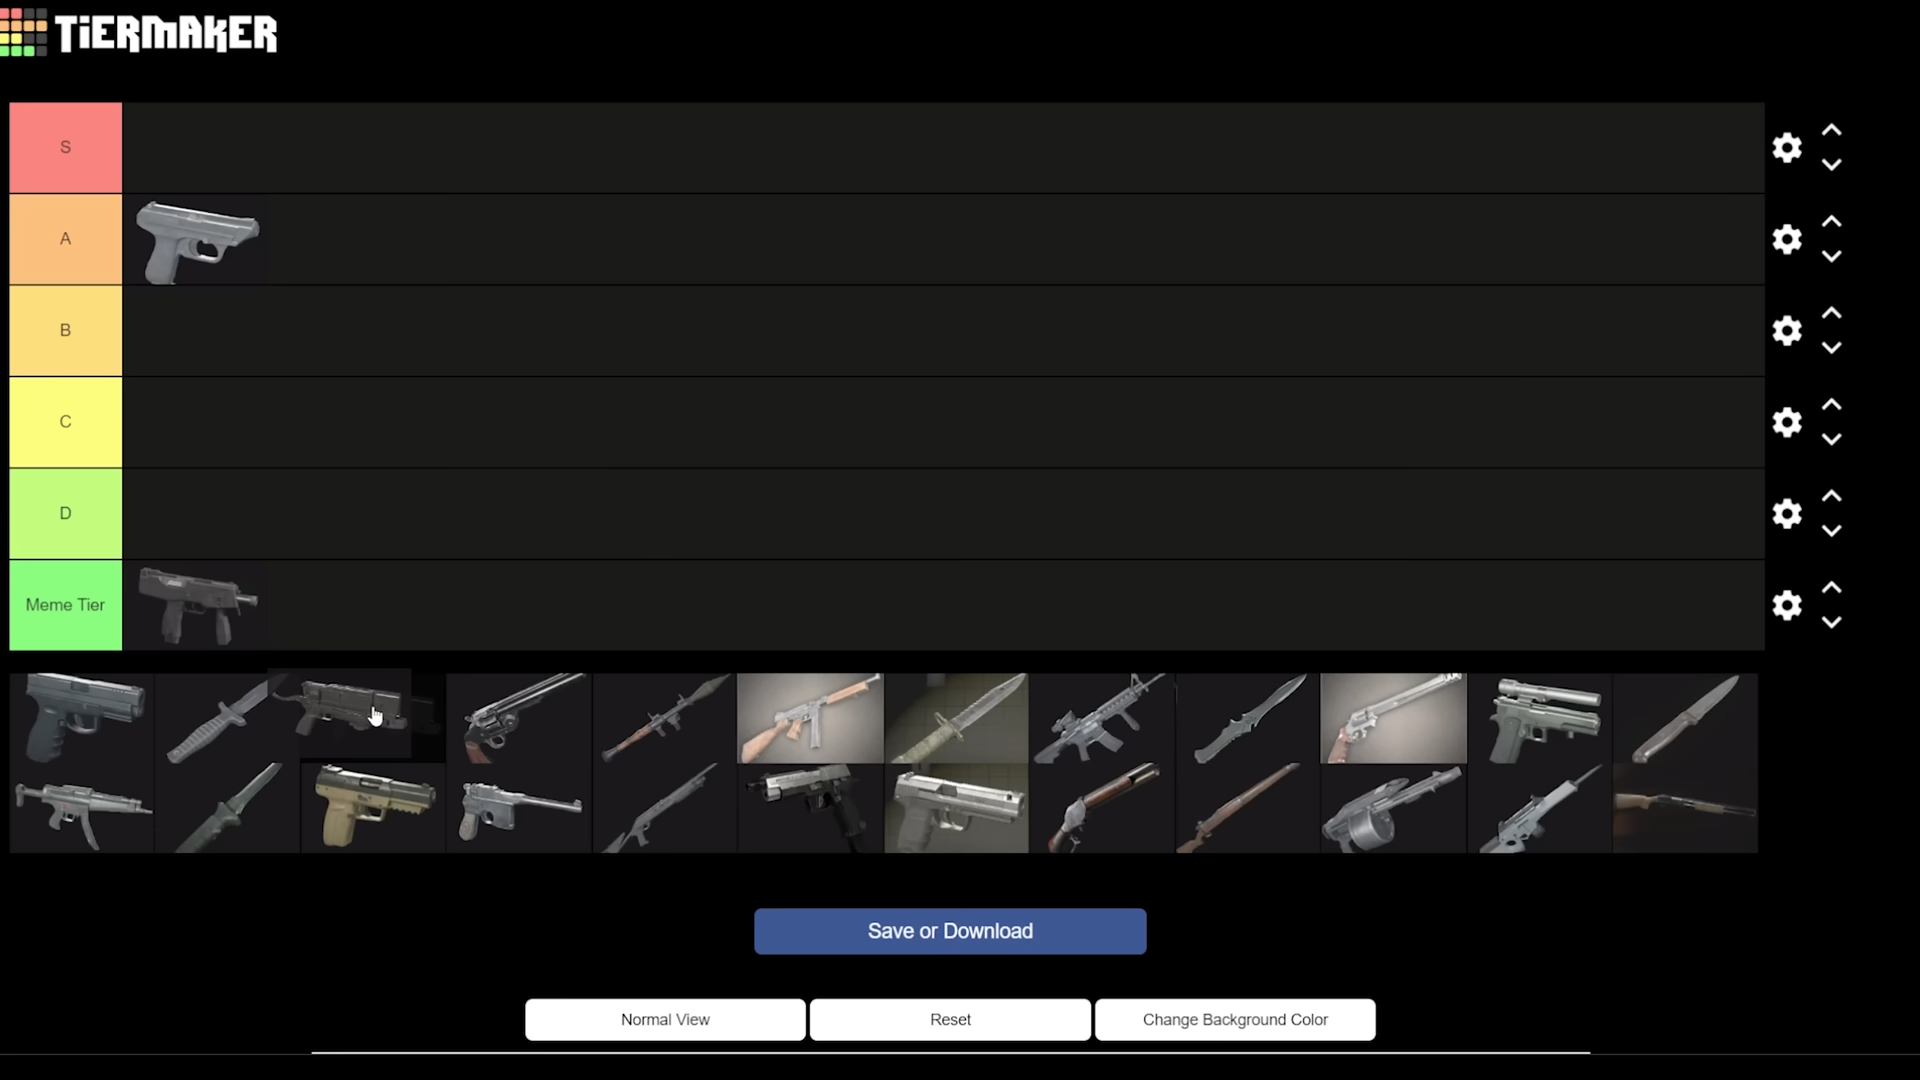 TiERMAKER
S
A
B
C
D
Meme Tier
Save or Download
Normal View
Reset
Change Background Color